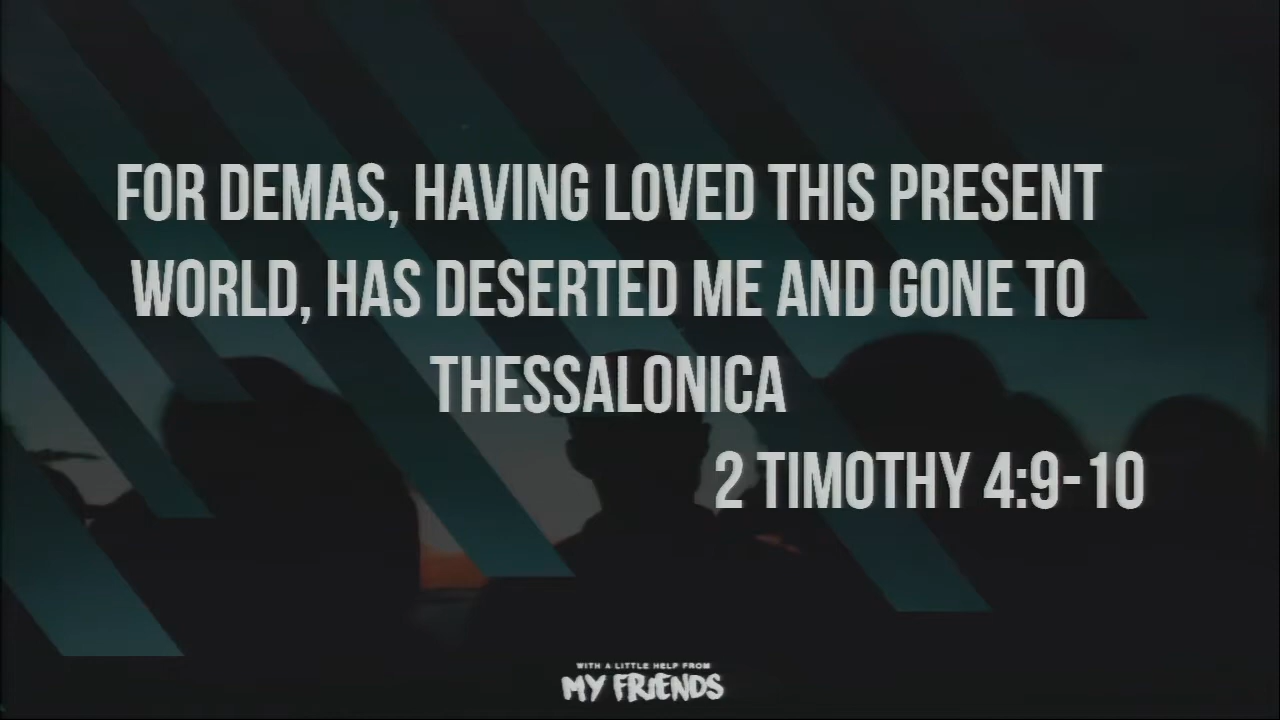 FOR DEMAS, HAVING LOVED THIS PRESENT
WORLD, HAS DESERTED ME AND GONE TO
THESSALONICA
2 TIMOTHY 4:9-10
WITH A LITTLE HELP FROM
MY FRIENDS